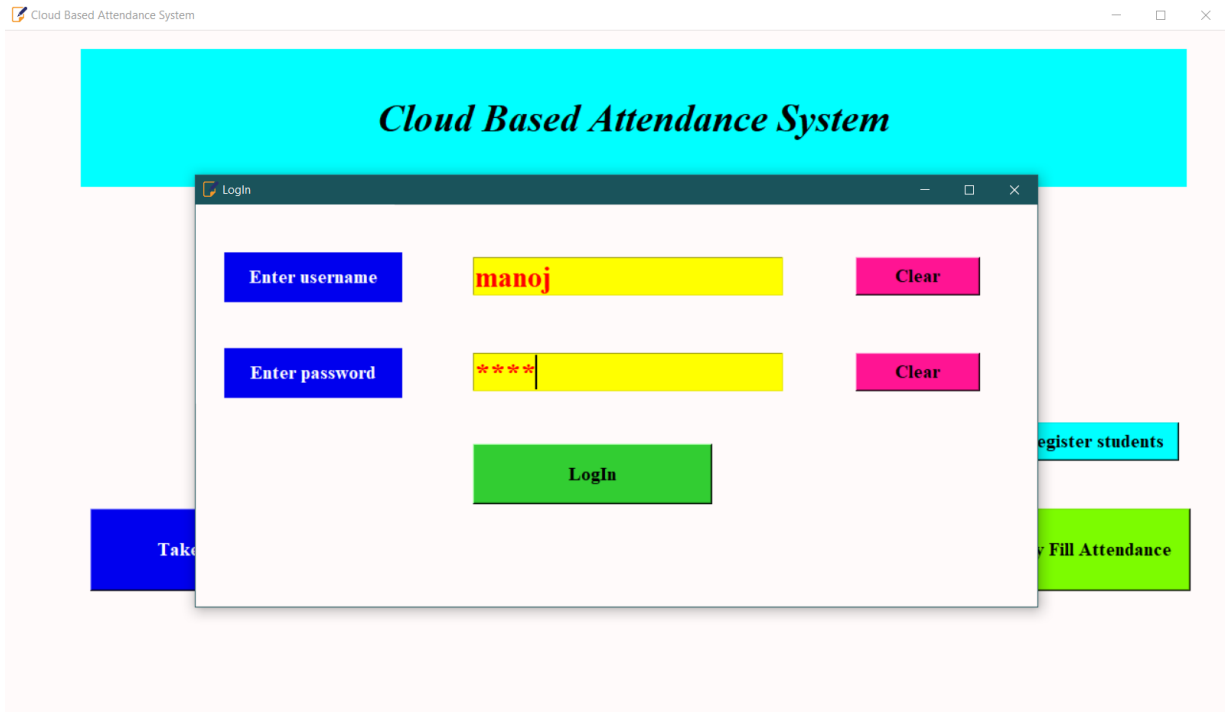 Cloud Based Attendance System
Cloud Based Attendance System
LogIn
Enter username
manoj
Clear
Enter password
****
Clear
egister students
LogIn
Take
y Fill Attendance